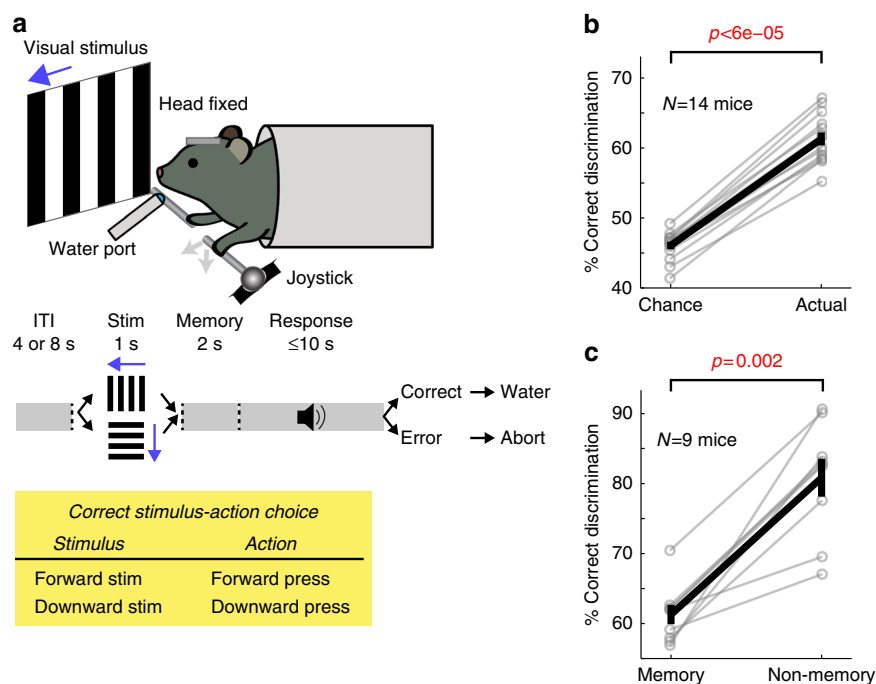 a
Visual stimulus
Head fixed
Water port
Joystick
ITI
4 or 8 s
Stim
1 s
Memory
2 s
Response
≤10 s
Correct
Water
Error
Abort
Correct stimulus-action choice
Stimulus Action
Forward stim Forward press
Downward stim Downward press
b
p<6e–05
N=14 mice
% Correct discrimination
70
60
50
40
Chance Actual
c
p=0.002
N=9 mice
% Correct discrimination
90
80
70
60
Memory Non-memory